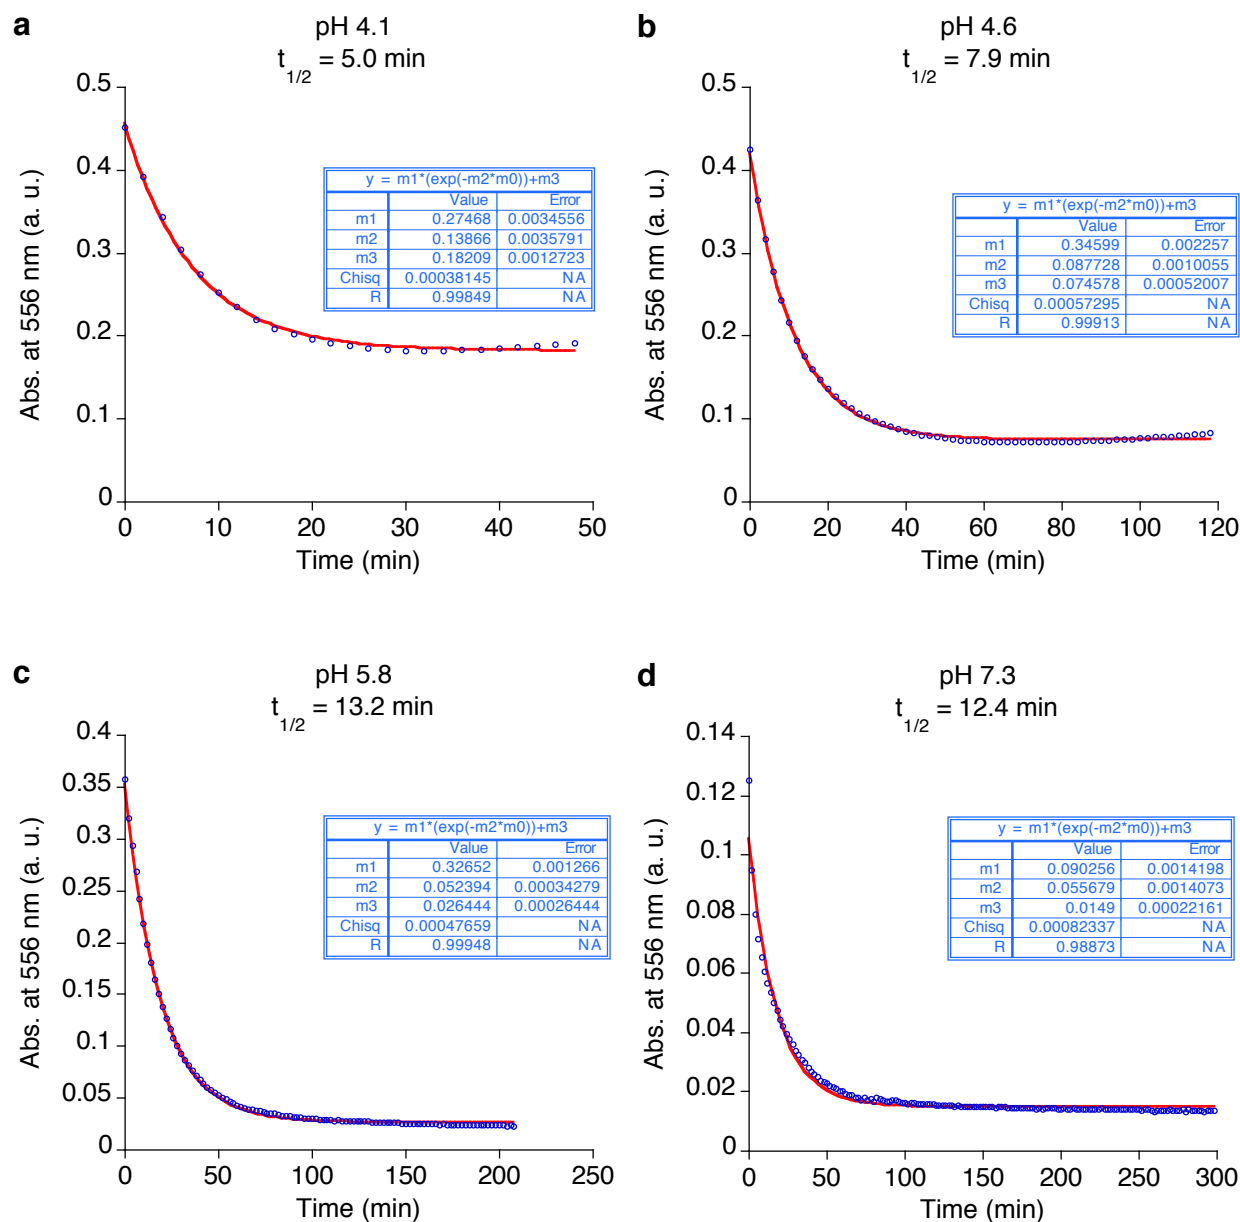 a
pH 4.1
t1/2 = 5.0 min
0.5
0.4
0.3
0.2
0.1
0
Abs. at 556 nm (a. u.)
y = m1*(exp(-m2*m0))+m3
Value Error
m1 0.27468 0.0034556
m2 0.13866 0.0035791
m3 0.18209 0.0012723
Chisq 0.00038145 NA
R 0.99849 NA
0 10 20 30 40 50
Time (min)
b
pH 4.6
t1/2 = 7.9 min
0.5
0.4
0.3
0.2
0.1
0
Abs. at 556 nm (a. u.)
y = m1*(exp(-m2*m0))+m3
Value Error
m1 0.34599 0.002257
m2 0.087728 0.0010055
m3 0.074578 0.00052007
Chisq 0.00057295 NA
R 0.99913 NA
0 20 40 60 80 100 120
Time (min)
c
pH 5.8
t1/2 = 13.2 min
0.4
0.35
0.3
0.25
0.2
0.15
0.1
0.05
0
Abs. at 556 nm (a. u.)
y = m1*(exp(-m2*m0))+m3
Value Error
m1 0.32652 0.001266
m2 0.052394 0.00034279
m3 0.026444 0.00026444
Chisq 0.00047659 NA
R 0.99948 NA
0 50 100 150 200 250
Time (min)
d
pH 7.3
t1/2 = 12.4 min
0.14
0.12
0.1
0.08
0.06
0.04
0.02
0
Abs. at 556 nm (a. u.)
y = m1*(exp(-m2*m0))+m3
Value Error
m1 0.090256 0.0014198
m2 0.055679 0.0014073
m3 0.0149 0.00022161
Chisq 0.00082337 NA
R 0.98873 NA
0 50 100 150 200 250 300
Time (min)